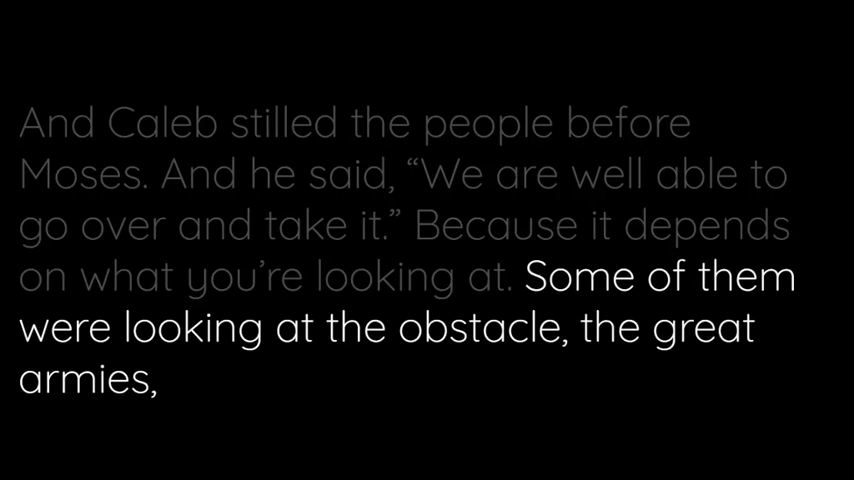 And Caleb stilled the people before
Moses. And he said, “We are well able to
go over and take it.” Because it depends
on what you’re looking at. Some of them
were looking at the obstacle, the great
armies,